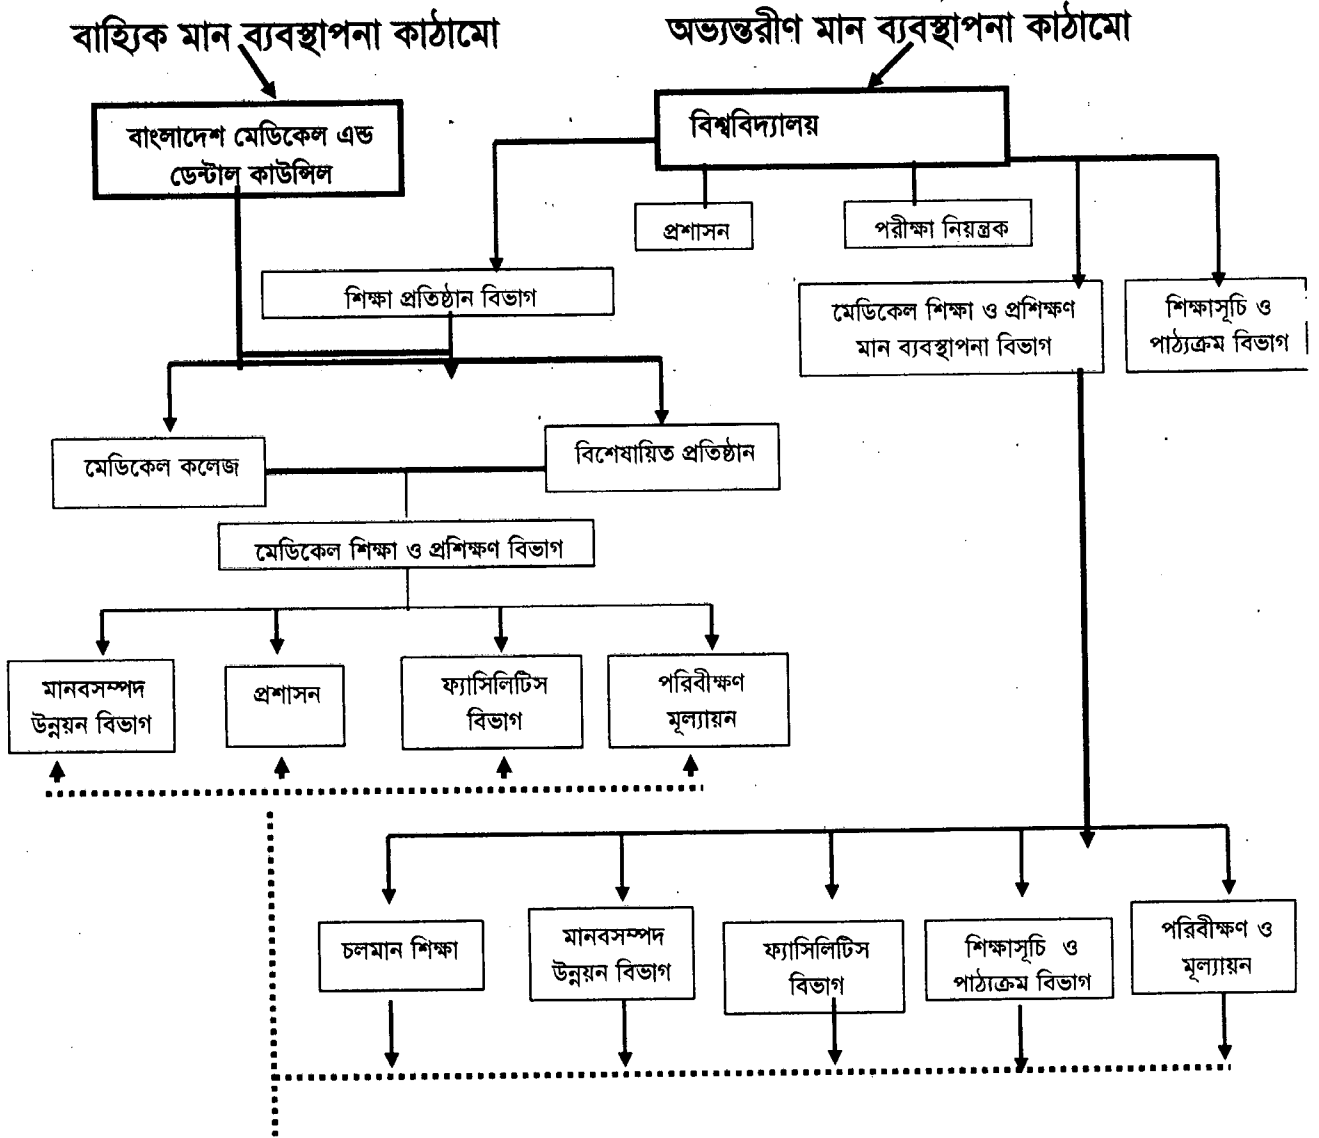 বাহ্যিক মান ব্যবস্থাপনা কাঠামো
অভ্যন্তরীণ মান ব্যবস্থাপনা কাঠামো
বাংলাদেশ মেডিকেল এন্ড
ডেন্টাল কাউন্সিল
বিশ্ববিদ্যালয়
প্রশাসন
পরীক্ষা নিয়ন্ত্রক
শিক্ষা প্রতিষ্ঠান বিভাগ
মেডিকেল শিক্ষা ও প্রশিক্ষণ
মান ব্যবস্থাপনা বিভাগ
শিক্ষাসূচি ও
পাঠ্যক্রম বিভাগ
মেডিকেল কলেজ
বিশেষায়িত প্রতিষ্ঠান
মেডিকেল শিক্ষা ও প্রশিক্ষণ বিভাগ
মানবসম্পদ
উন্নয়ন বিভাগ
প্রশাসন
ফ্যাসিলিটিস
বিভাগ
পরিবীক্ষণ
মূল্যায়ন
চলমান শিক্ষা
মানবসম্পদ
উন্নয়ন বিভাগ
ফ্যাসিলিটিস
বিভাগ
শিক্ষাসূচি ও
পাঠ্যক্রম বিভাগ
পরিবীক্ষণ ও
মূল্যায়ন